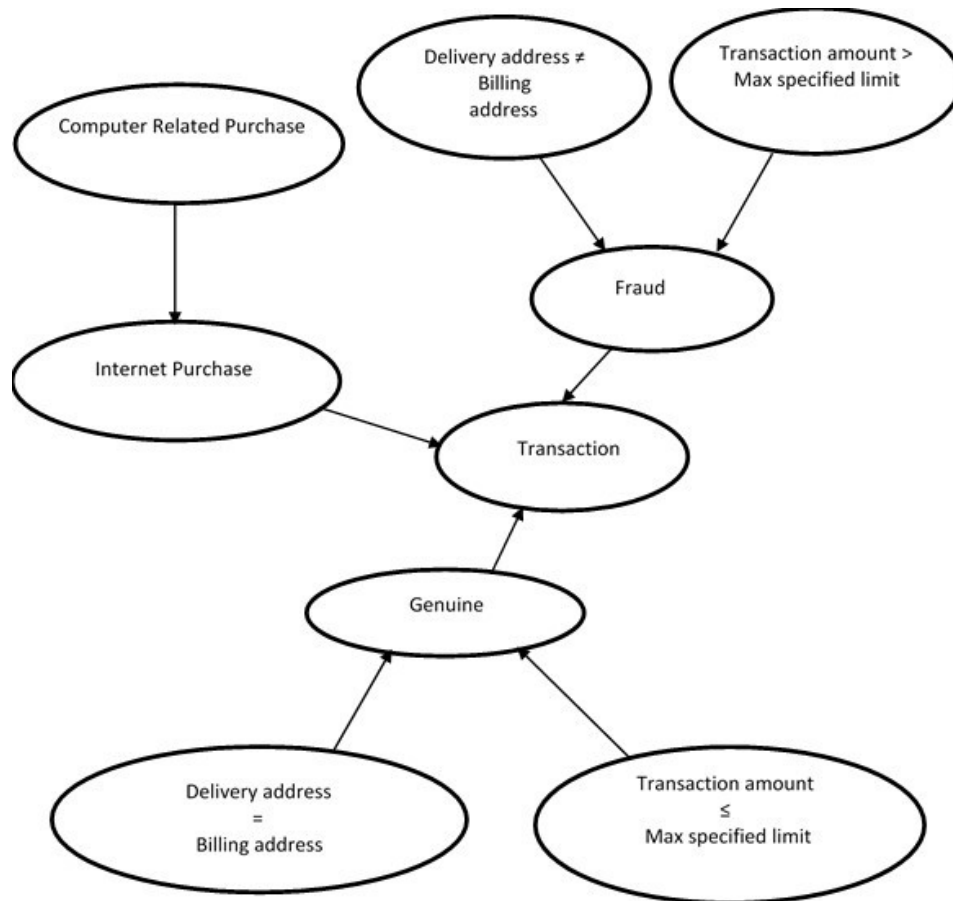 Delivery address ≠
Billing
address
Transaction amount >
Max specified limit
Computer Related Purchase
Fraud
Internet Purchase
Transaction
Genuine
Delivery address
=
Billing address
Transaction amount
≤
Max specified limit